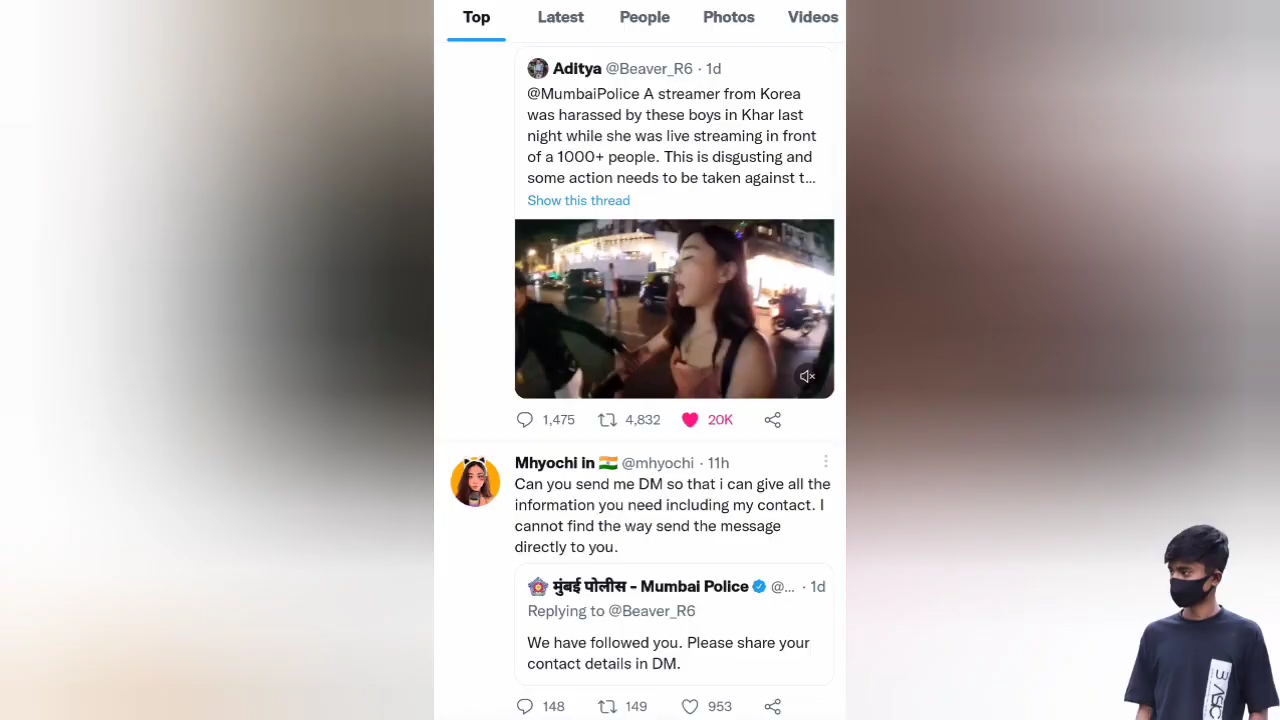 Top Latest People Photos Videos
Aditya @Beaver_R6 · 1d
@MumbaiPolice A streamer from Korea
was harassed by these boys in Khar last
night while she was live streaming in front
of a 1000+ people. This is disgusting and
some action needs to be taken against t...
Show this thread
1,475 4,832 20K
Mhyochi in 🇮🇳 @mhyochi · 11h
Can you send me DM so that i can give all the
information you need including my contact. I
cannot find the way send the message
directly to you.
मुंबई पोलीस - Mumbai Police @... · 1d
Replying to @Beaver_R6
We have followed you. Please share your
contact details in DM.
148 149 953